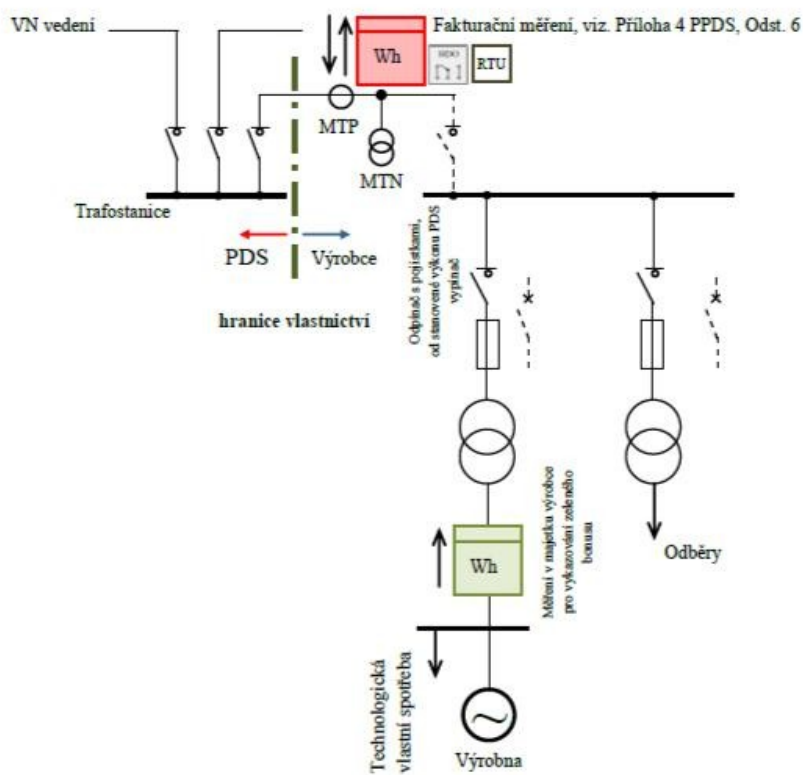 VN vedení
Fakturační měření, viz. Příloha 4 PPDS, Odst. 6
Wh
HDO
RTU
MTP
MTN
Trafostanice
PDS
Výrobce
hranice vlastnictví
Odpínač s pojistkami,
od stanovené výkonu PDS
vypínač
Wh
Měření v majetku výrobce
pro vykazování zeleného
bonusu
Odběry
Technologická
vlastní spotřeba
Výrobna